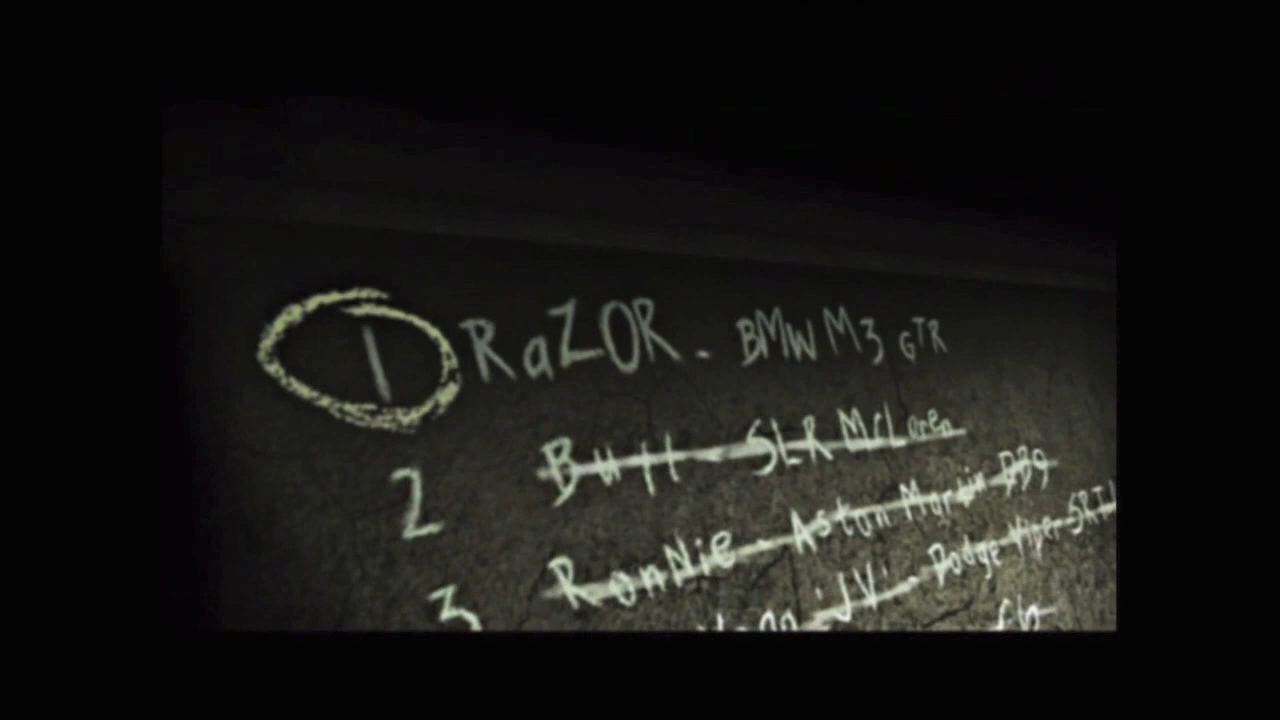 1 RaZOR - BMW M3 GTR
2 Bull - SLR McLaren
3 RonNie - Aston Martin DB9
'JV' - Dodge Viper SRT